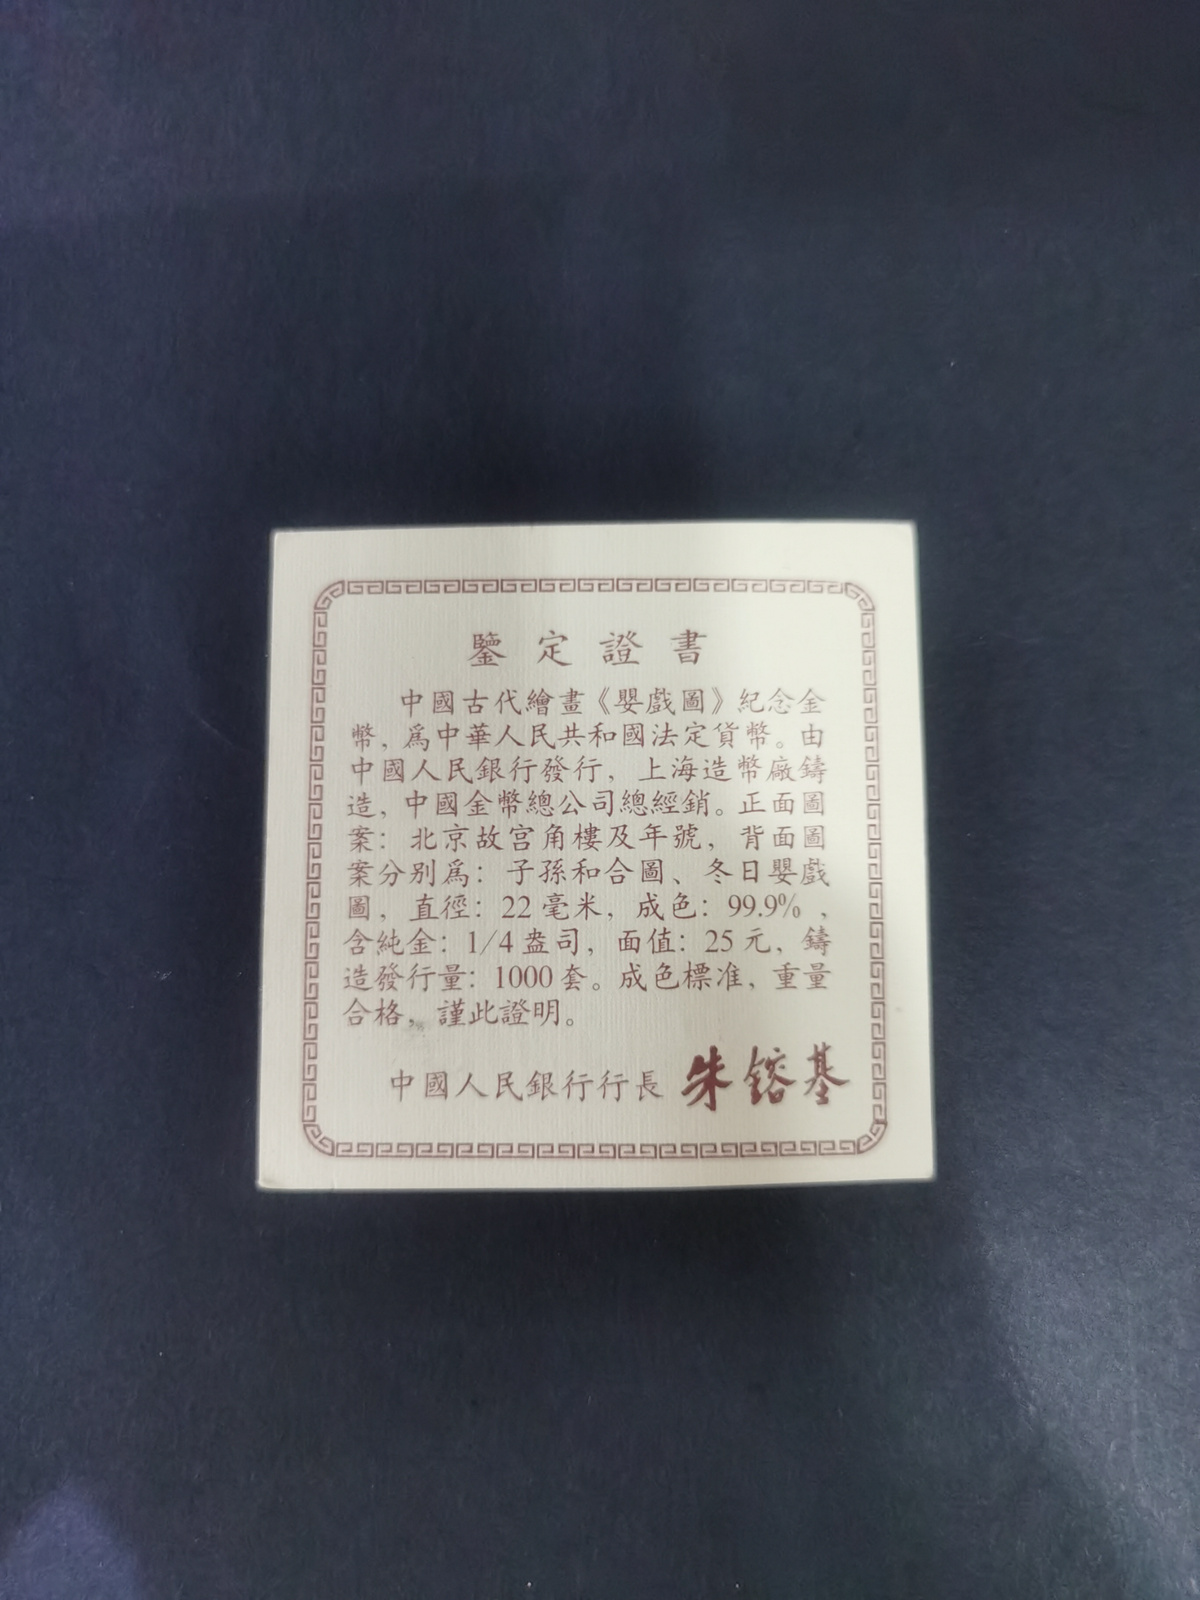 鑒定證書
中國古代繪畫《嬰戲圖》紀念金
幣，爲中華人民共和國法定貨幣。由
中國人民銀行發行，上海造幣廠鑄
造，中國金幣總公司總經銷。正面圖
案：北京故宫角樓及年號，背面圖
案分别爲：子孫和合圖、冬日嬰戲
圖，直徑：22毫米，成色：99.9%，
含純金：1/4盎司，面值：25元，鑄
造發行量：1000套。成色標准，重量
合格，謹此證明。
中國人民銀行行長 朱鎔基